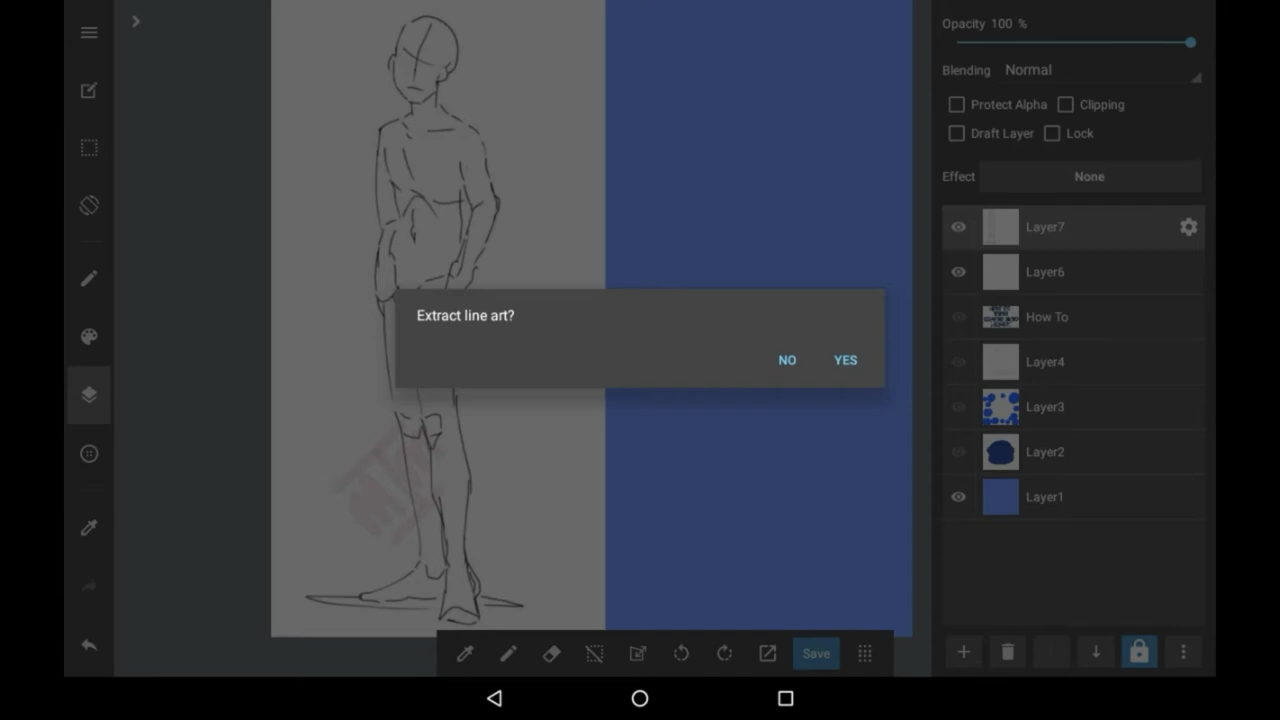 Opacity 100 %
Blending Normal
Protect Alpha Clipping
Draft Layer Lock
Effect None
Layer7
Layer6
How To
Layer4
Layer3
Layer2
Layer1
Extract line art?
NO YES
Save